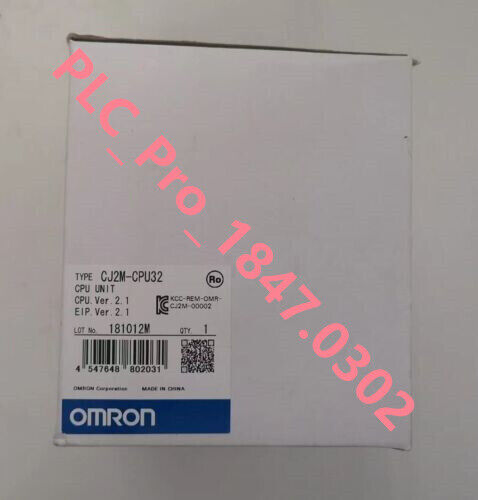 PLC_Pro_1847.0302
TYPE CJ2M-CPU32
CPU UNIT
CPU.Ver.2.1
EIP.Ver.2.1
Ro
KCC-REM-OMR-
CJ2M-00002
LOT No. 181012M QTY. 1
4 547648 802031
OMRON Corporation MADE IN CHINA
OMRON